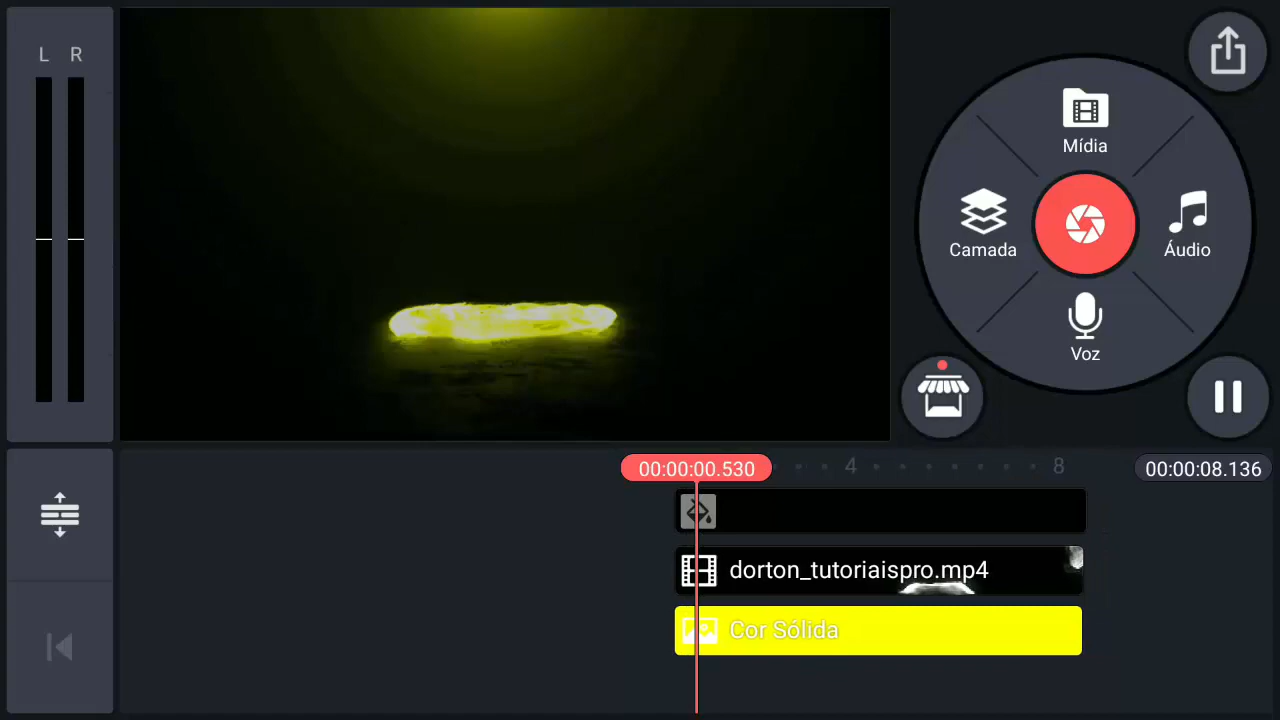 L R
Mídia
Camada
Áudio
Voz
00:00:00.530
4
8
00:00:08.136
dorton_tutoriaispro.mp4
Cor Sólida